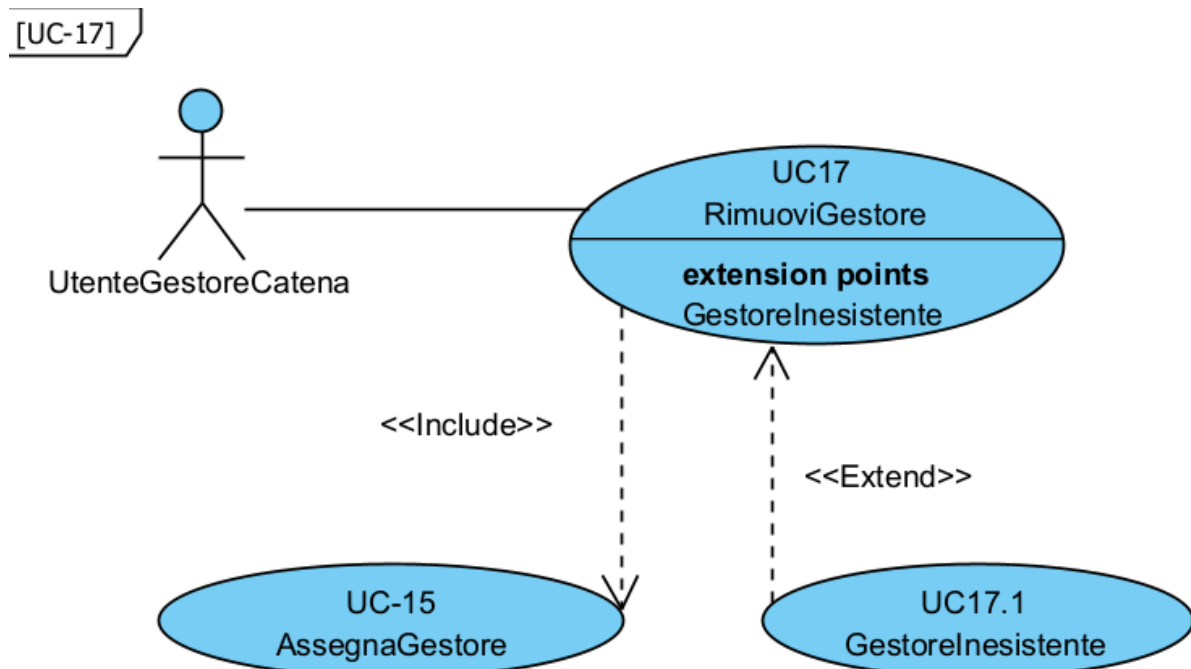 [UC-17]
UC17
RimuoviGestore
extension points
GestoreInesistente
UtenteGestoreCatena
<<Include>>
<<Extend>>
UC-15
AssegnaGestore
UC17.1
GestoreInesistente